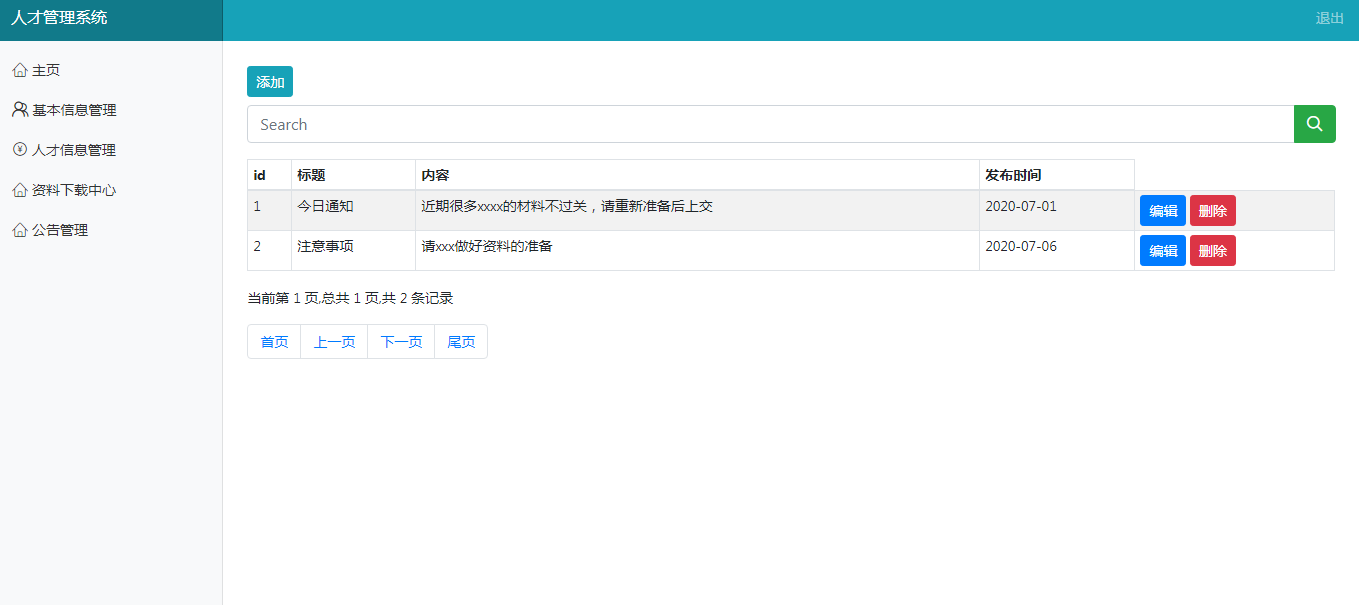 人才管理系统
退出
主页
基本信息管理
人才信息管理
资料下载中心
公告管理
添加
Search
id 标题 内容 发布时间
1 今日通知 近期很多xxxx的材料不过关，请重新准备后上交 2020-07-01 编辑 删除
2 注意事项 请xxx做好资料的准备 2020-07-06 编辑 删除
当前第 1 页,总共 1 页,共 2 条记录
首页 上一页 下一页 尾页